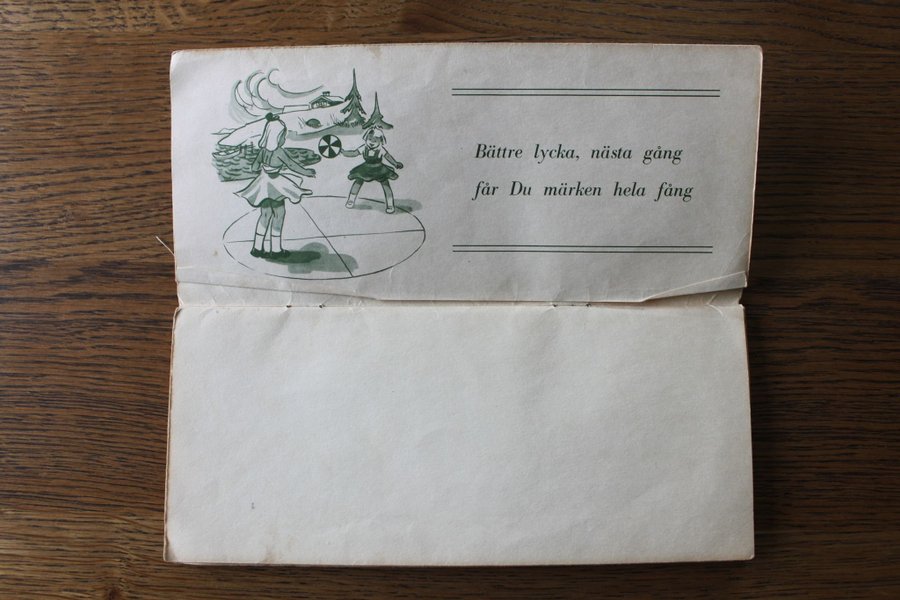 Bättre lycka, nästa gång
får Du märken hela fång